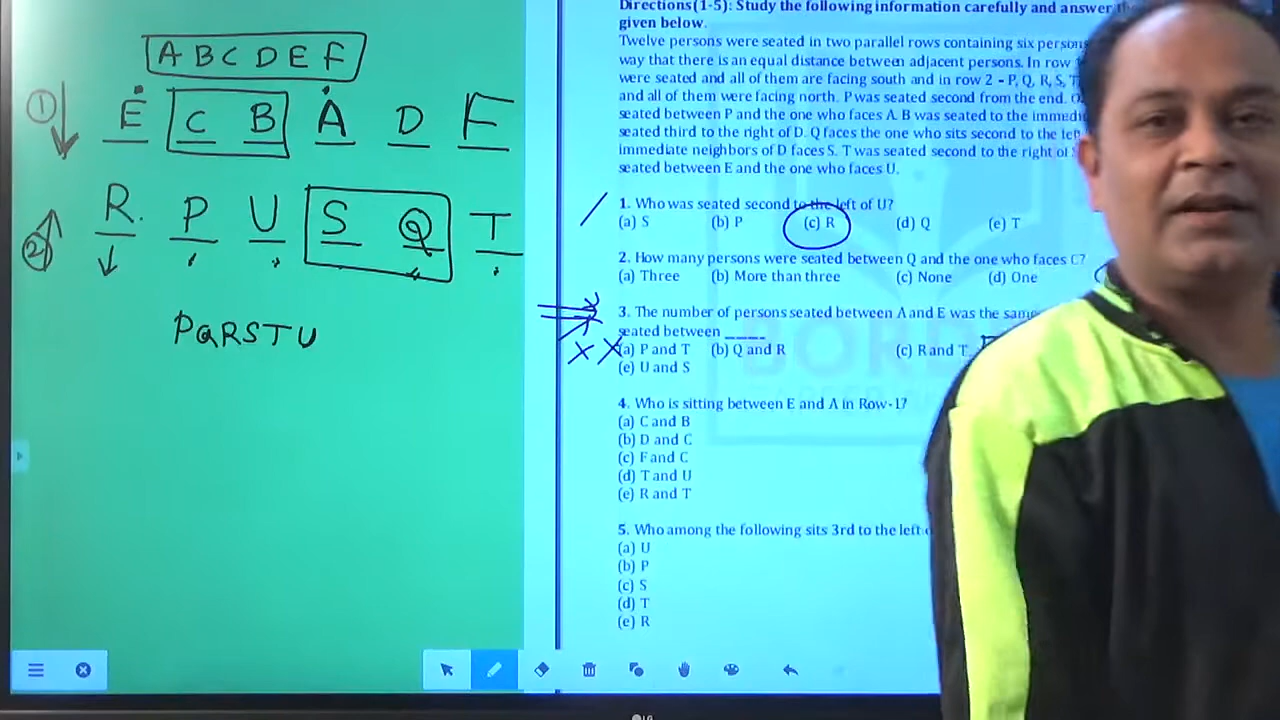 A B C D E F
1 E C B A D F
2 R P U S Q T
PQRSTU
Directions(1-5): Study the following information carefully and answer
given below.
Twelve persons were seated in two parallel rows containing six persons
way that there is an equal distance between adjacent persons. In row
were seated and all of them are facing south and in row 2 - P, Q, R, S, T,
and all of them were facing north. P was seated second from the end.
seated between P and the one who faces A. B was seated to the
seated third to the right of D. Q faces the one who sits second to the
immediate neighbors of D faces S. T was seated second to the right of
seated between E and the one who faces U.
1. Who was seated second to the left of U?
(a) S (b) P (c) R (d) Q (e) T
2. How many persons were seated between Q and the one who faces C?
(a) Three (b) More than three (c) None (d) One
3. The number of persons seated between A and E was the same
seated between ____
(a) P and T (b) Q and R (c) R and T
(e) U and S
4. Who is sitting between E and A in Row-1?
(a) C and B
(b) D and C
(c) F and C
(d) T and U
(e) R and T
5. Who among the following sits 3rd to the left
(a) U
(b) P
(c) S
(d) T
(e) R
LG